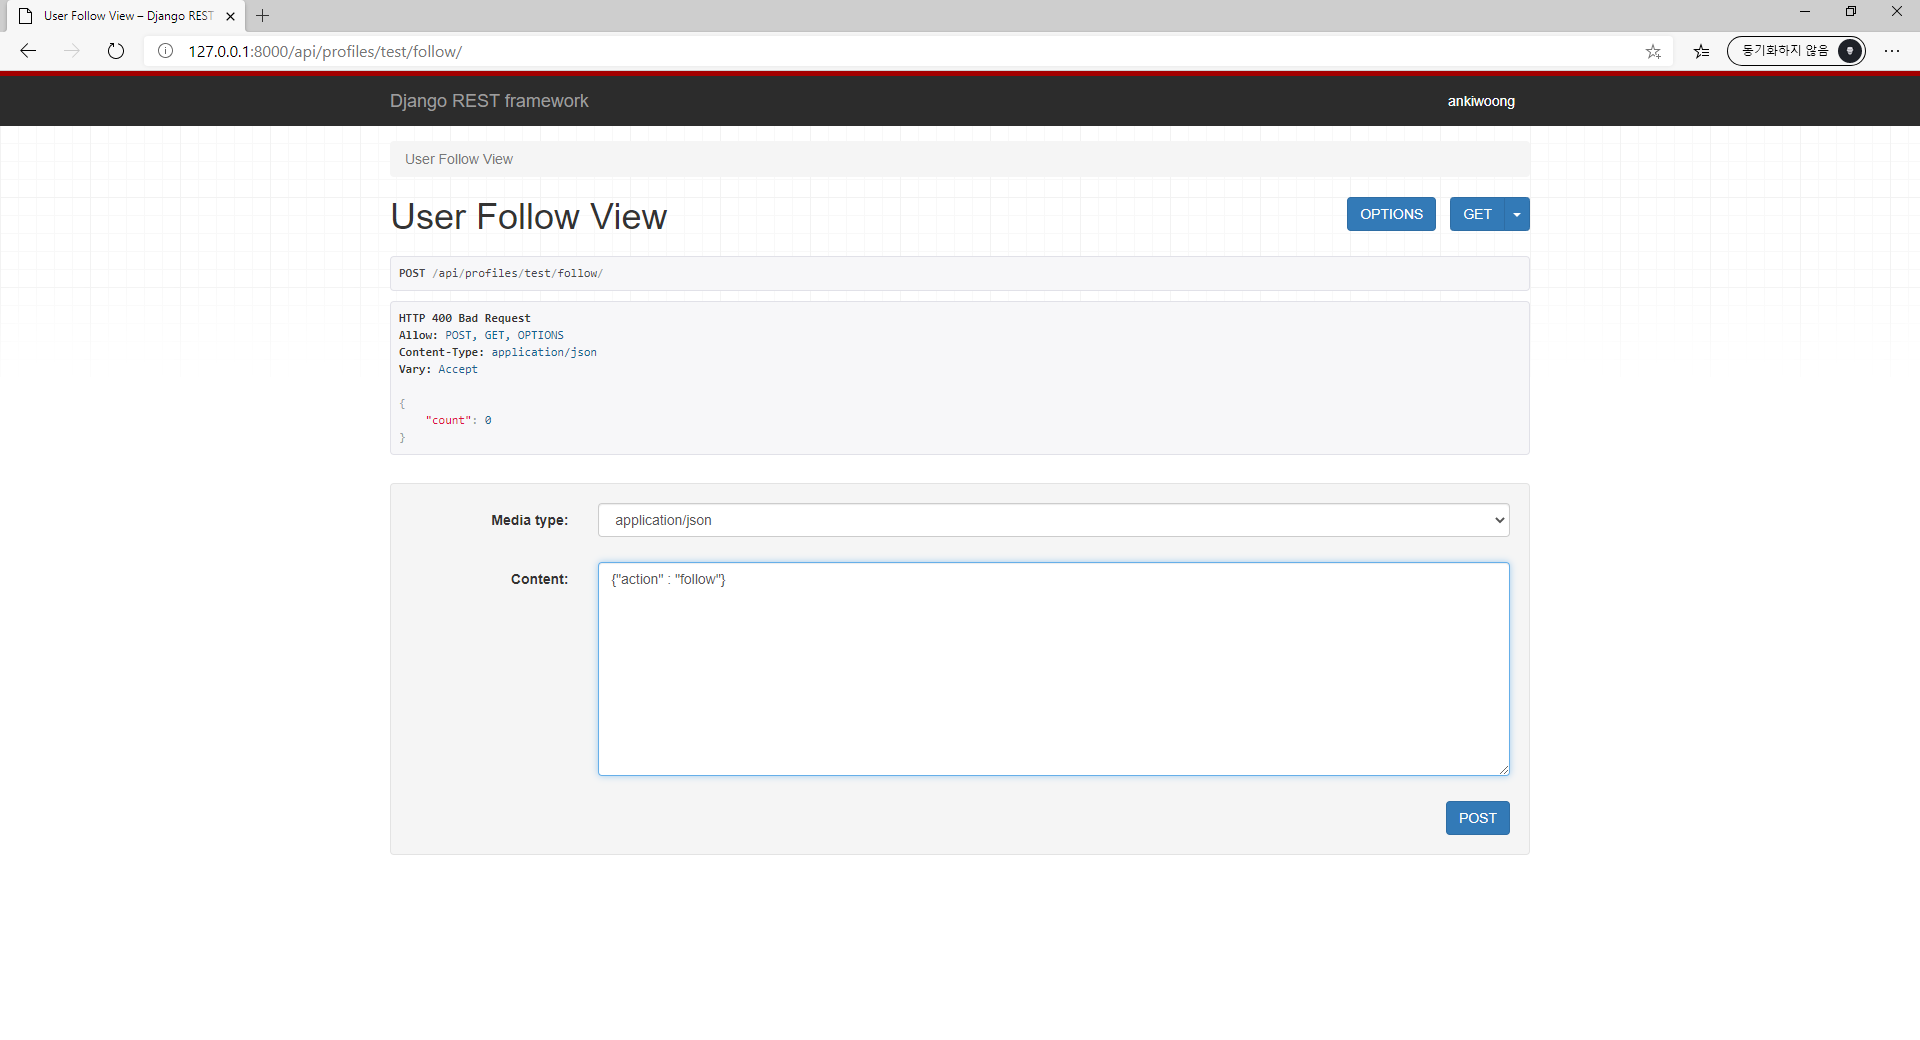 User Follow View – Django REST
127.0.0.1:8000/api/profiles/test/follow/
동기화하지 않음
Django REST framework
ankiwoong
User Follow View
User Follow View
OPTIONS
GET
POST /api/profiles/test/follow/
HTTP 400 Bad Request
Allow: POST, GET, OPTIONS
Content-Type: application/json
Vary: Accept
{
"count": 0
}
Media type:
application/json
Content:
{"action" : "follow"}
POST